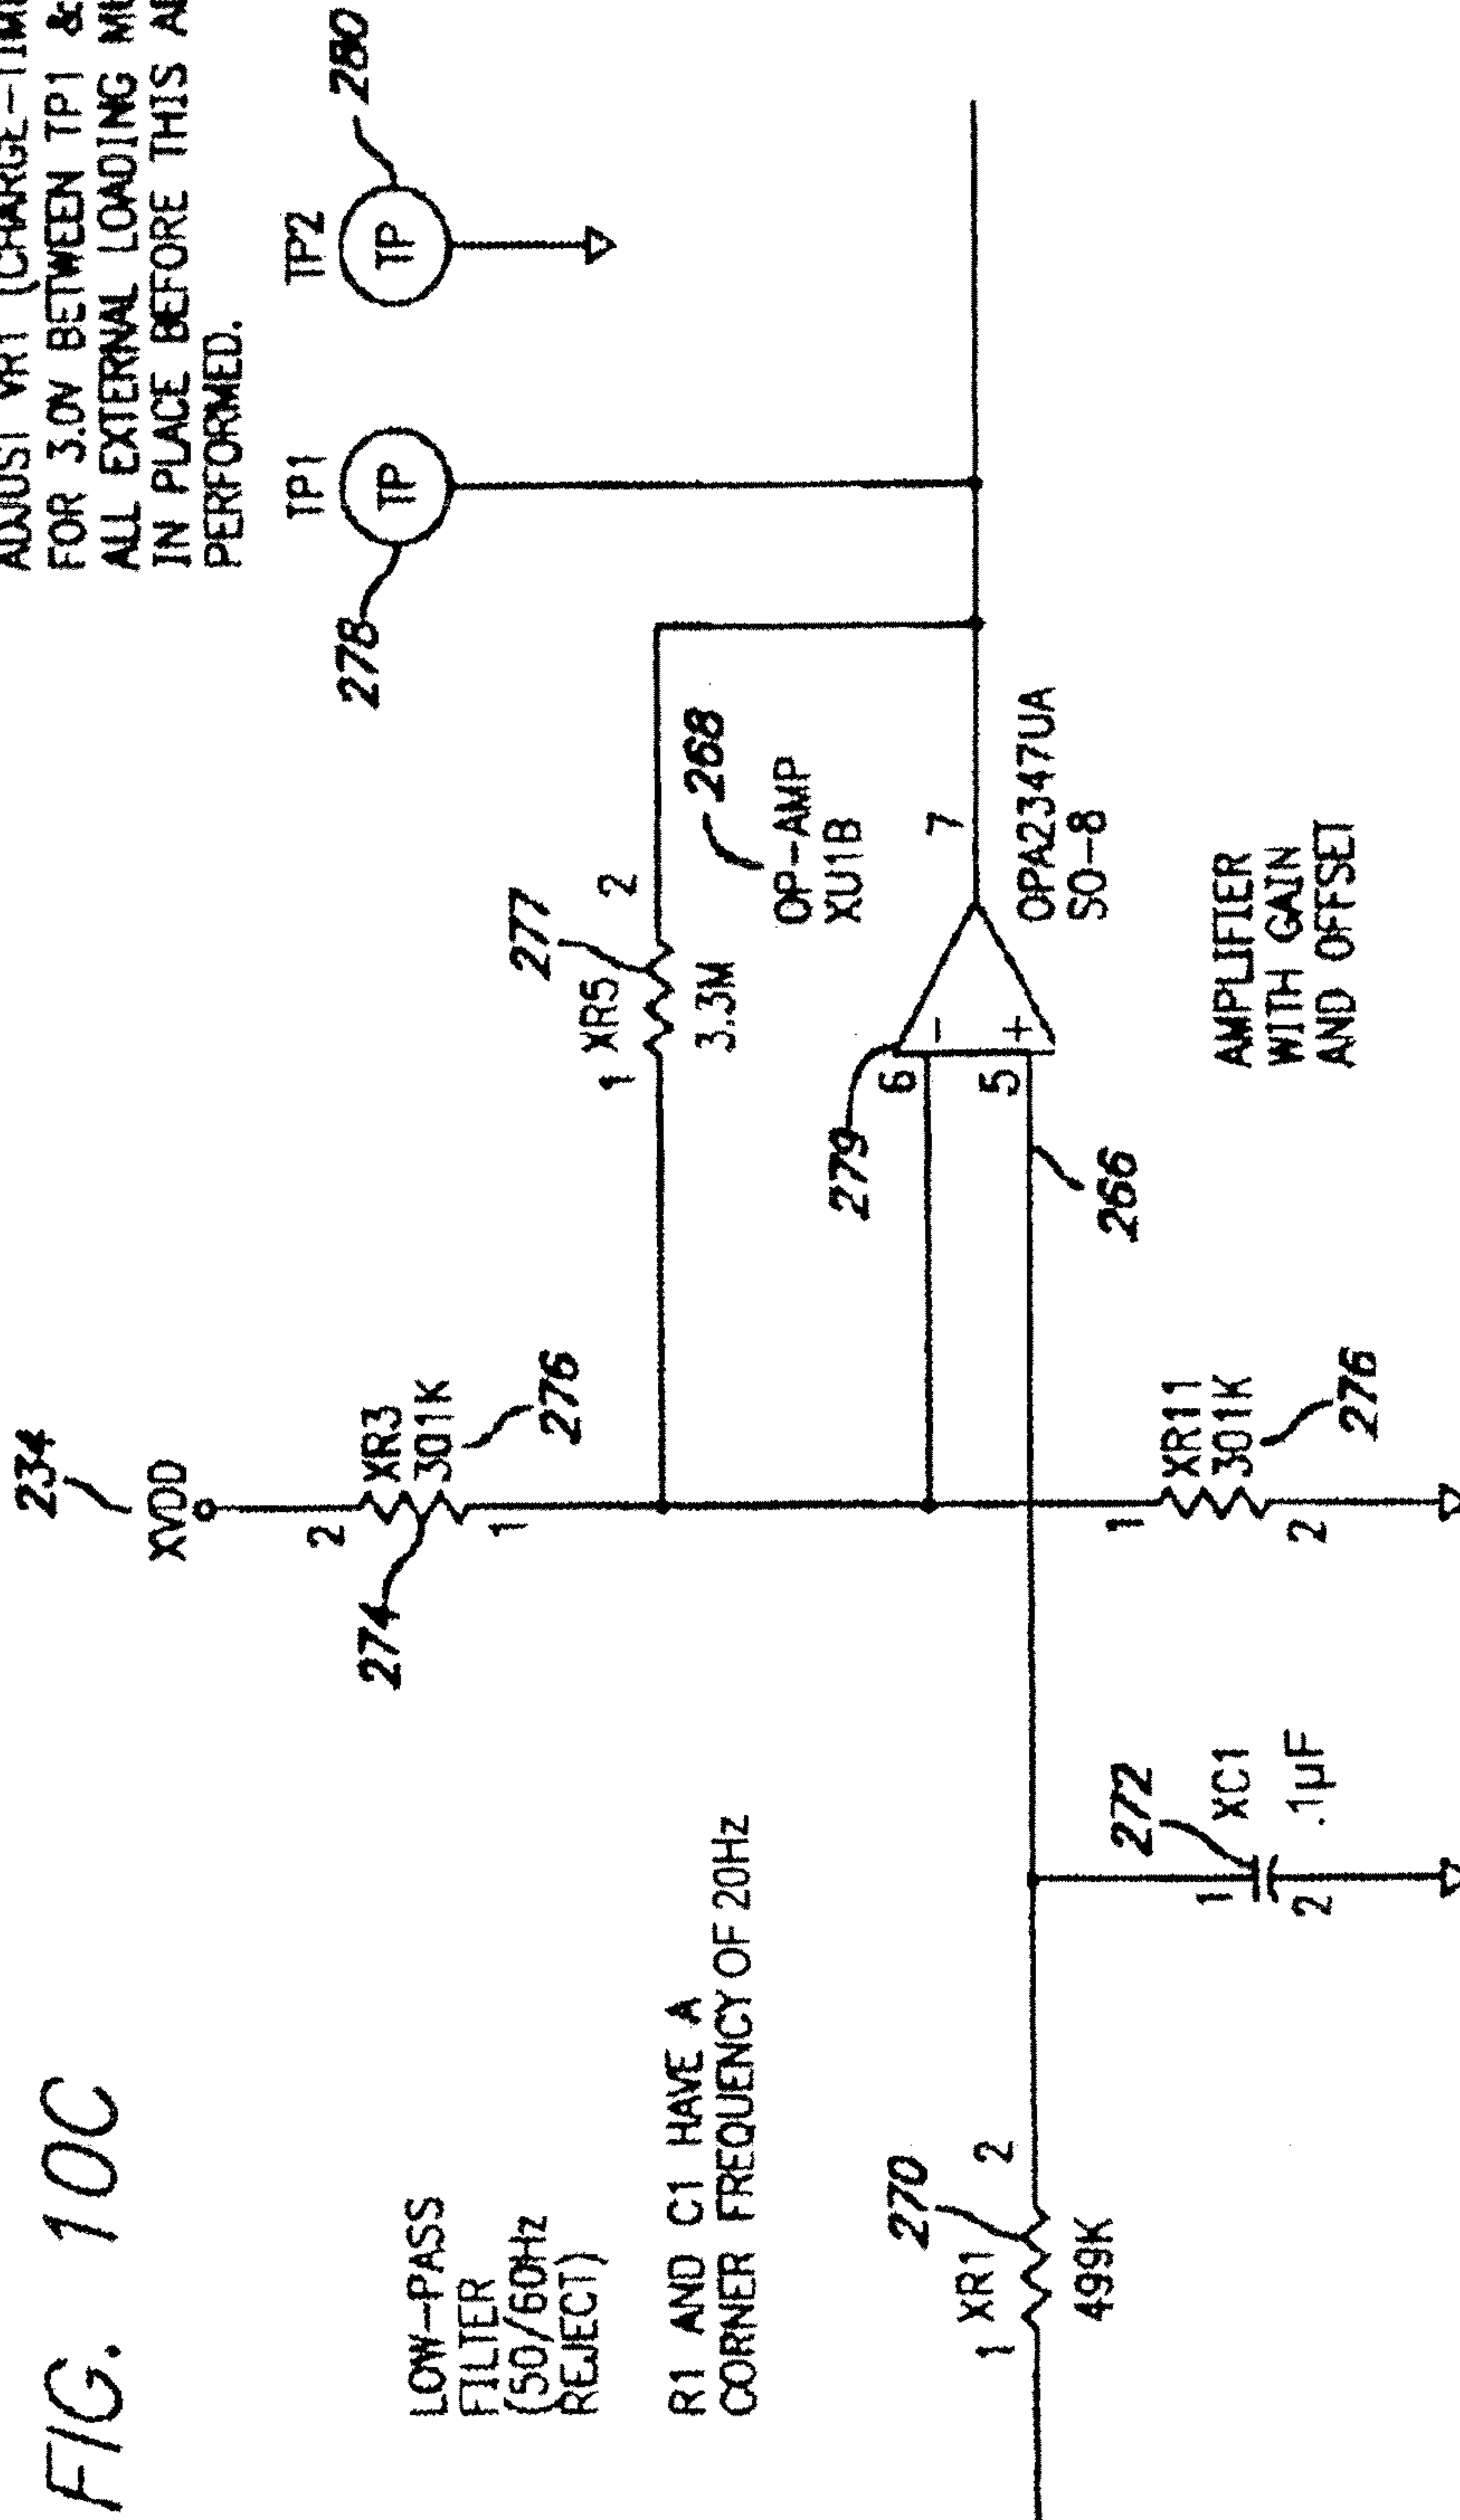 FIG. 10C
ADJUST VR1 (CHARGE-TIM
FOR 3.0V BETWEEN TP1 &
ALL EXTERNAL LOADING
IN PLACE BEFORE THIS
PERFORMED.
234
XVDD
2
XR3
301K
274
276
1
TP1
TP
278
TP2
TP
280
LOW-PASS
FILTER
(50/60Hz
REJECT)
R1 AND C1 HAVE A
CORNER FREQUENCY OF 20Hz
277
1
XR5
2
3.3M
268
OP-AMP
XU1B
279
6
5
-
+
7
OPA2347UA
SO-8
266
270
1
XR1
2
499K
272
1
XC1
2
.1µF
1
XR11
301K
2
276
AMPLIFIER
WITH GAIN
AND OFFSET